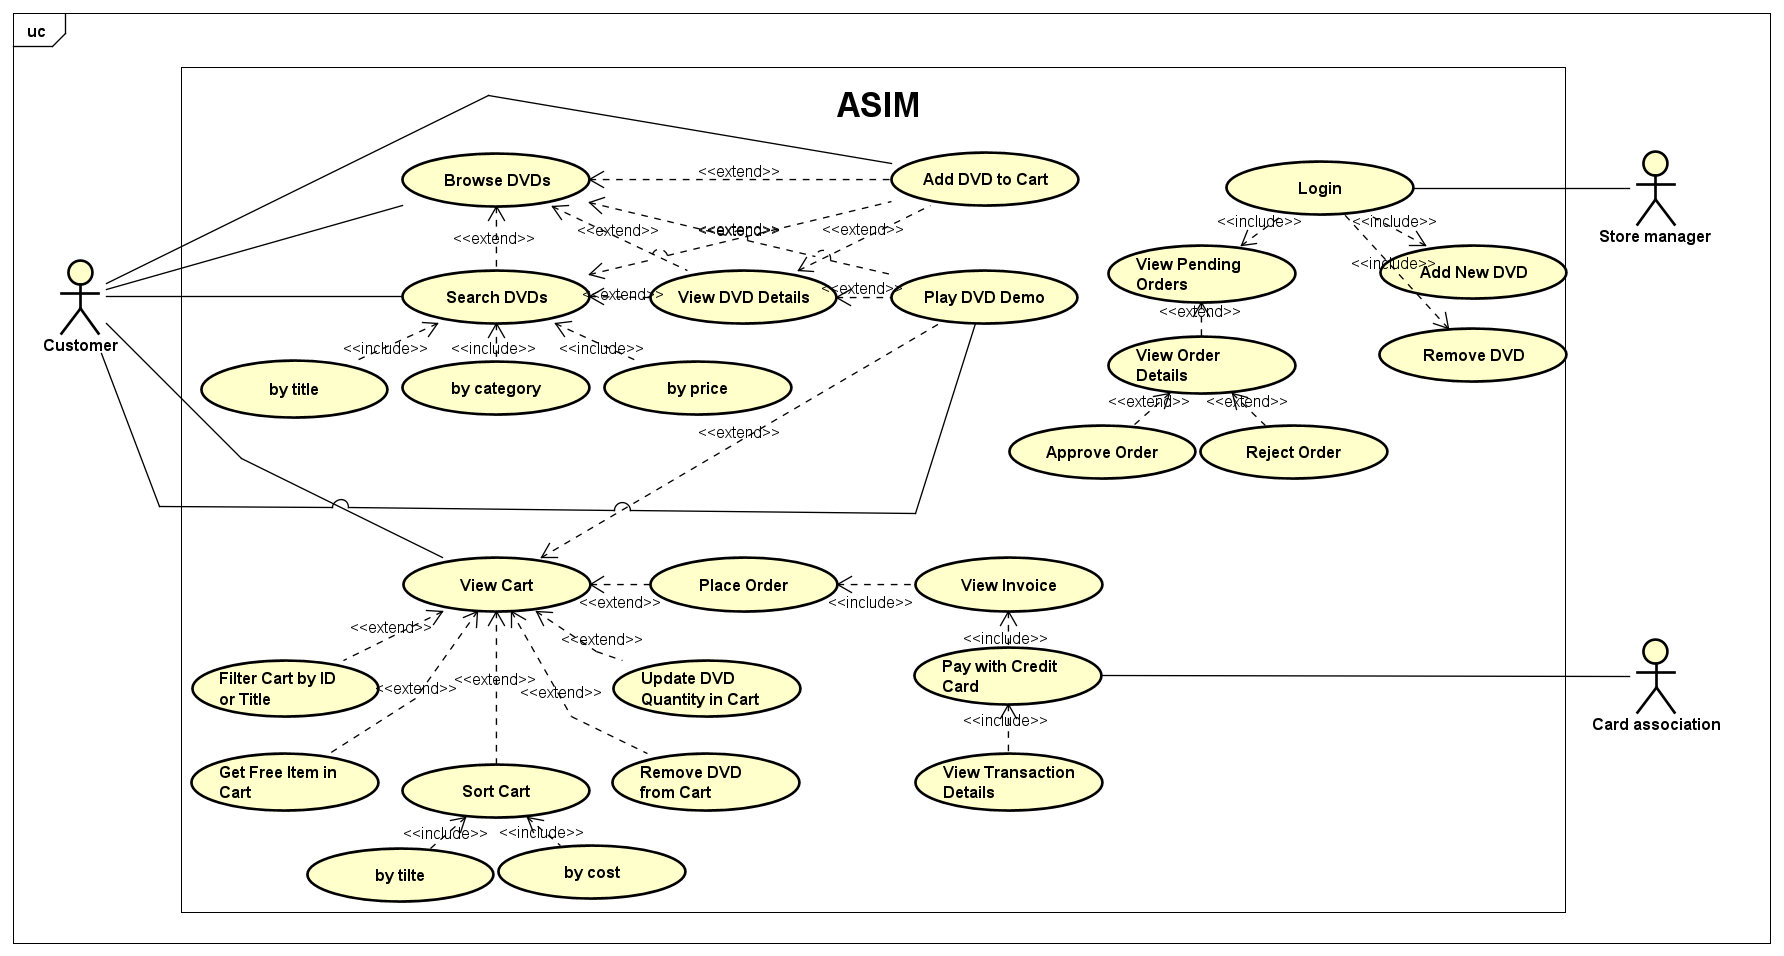 uc
ASIM
Browse DVDs
<<extend>>
Add DVD to Cart
Login
Store manager
<<extend>>
<<extend>>
<<extend>>
<<extend>>
<<extend>>
<<include>>
<<include>>
Customer
Search DVDs
<<extend>>
View DVD Details
<<extend>>
Play DVD Demo
View Pending
Orders
<<include>>
Add New DVD
<<extend>>
<<include>>
<<include>>
<<include>>
View Order
Details
Remove DVD
by title
by category
by price
<<extend>>
<<extend>>
<<extend>>
Approve Order
Reject Order
View Cart
<<extend>>
Place Order
<<include>>
View Invoice
<<extend>>
<<extend>>
<<include>>
Filter Cart by ID
or Title
<<extend>>
<<extend>>
<<extend>>
Update DVD
Quantity in Cart
Pay with Credit
Card
Card association
<<include>>
Get Free Item in
Cart
Sort Cart
Remove DVD
from Cart
View Transaction
Details
<<include>>
<<include>>
by tilte
by cost